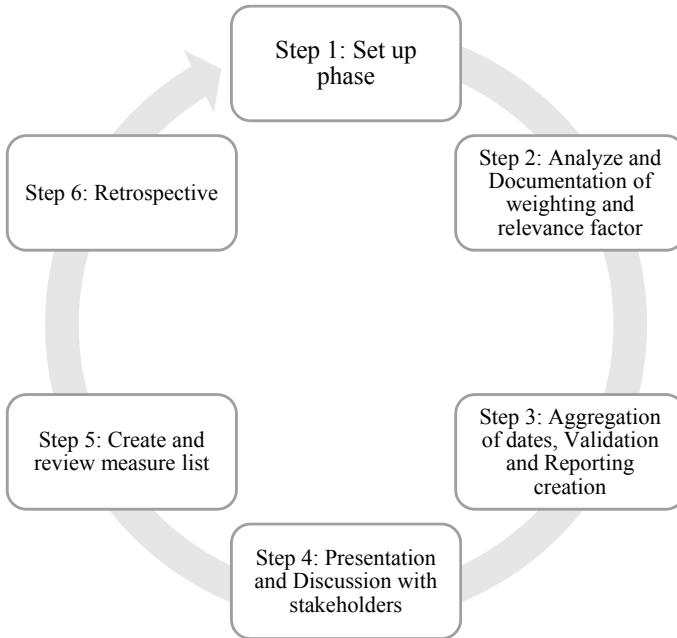 Step 1: Set up
phase
Step 2: Analyze and
Documentation of
weighting and
relevance factor
Step 3: Aggregation
of dates, Validation
and Reporting
creation
Step 4: Presentation
and Discussion with
stakeholders
Step 5: Create and
review measure list
Step 6: Retrospective